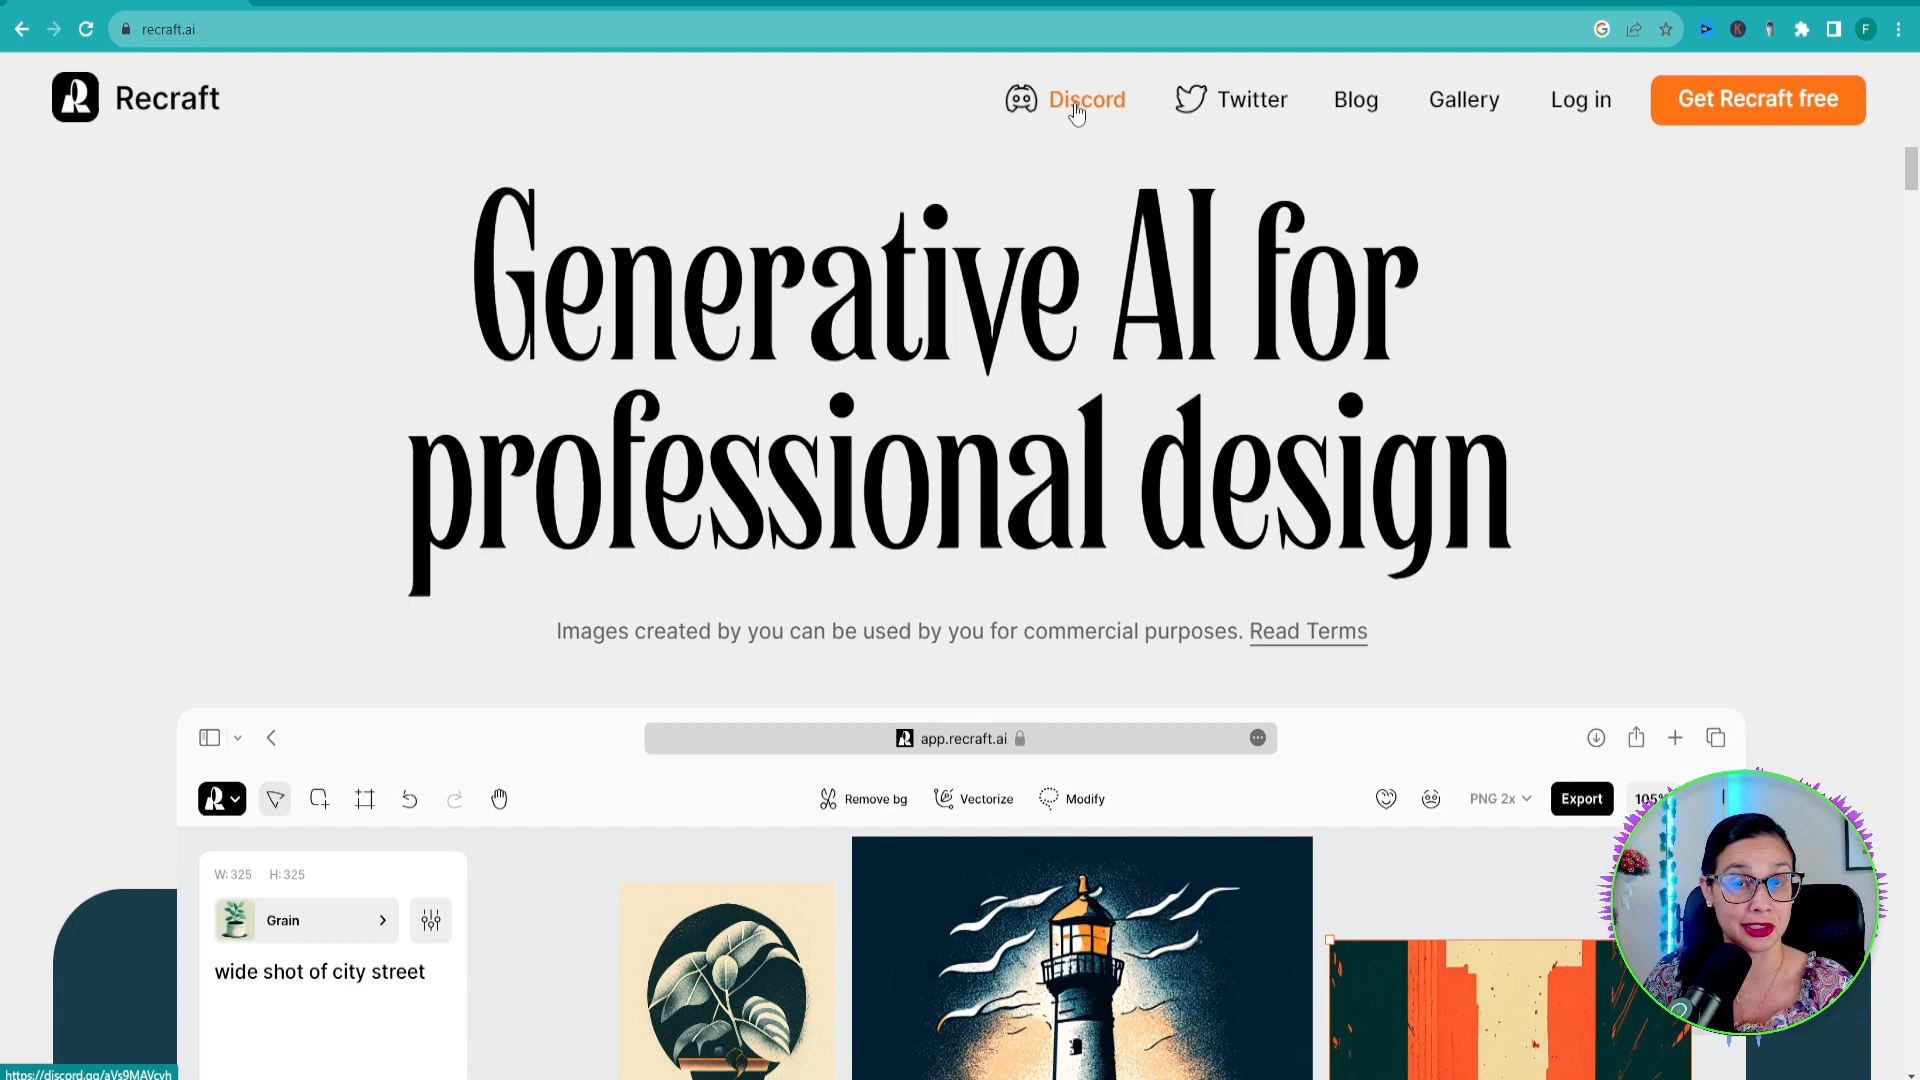 recraft.ai
F
Recraft
Discord
Twitter
Blog
Gallery
Log in
Get Recraft free
Generative AI for
professional design
Images created by you can be used by you for commercial purposes. Read Terms
app.recraft.ai
Remove bg
Vectorize
Modify
PNG 2x
Export
105%
W: 325 H: 325
Grain
wide shot of city street
https://discord.gg/aVs9MAVcyh